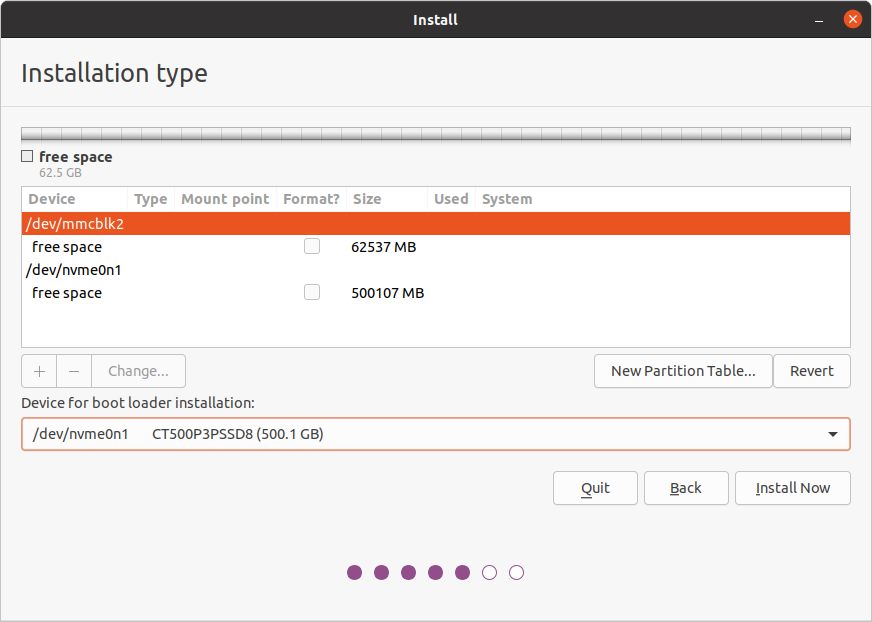 Install
Installation type
free space
62.5 GB
Device Type Mount point Format? Size Used System
/dev/mmcblk2
free space 62537 MB
/dev/nvme0n1
free space 500107 MB
+ − Change... New Partition Table... Revert
Device for boot loader installation:
/dev/nvme0n1 CT500P3PSSD8 (500.1 GB)
Quit Back Install Now